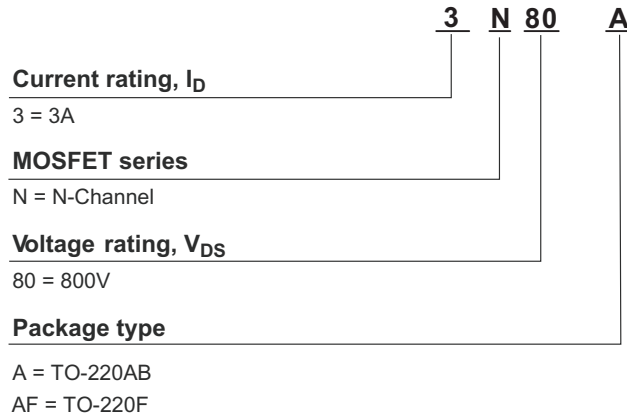 3 N 80 A
Current rating, ID
3 = 3A
MOSFET series
N = N-Channel
Voltage rating, VDS
80 = 800V
Package type
A = TO-220AB
AF = TO-220F